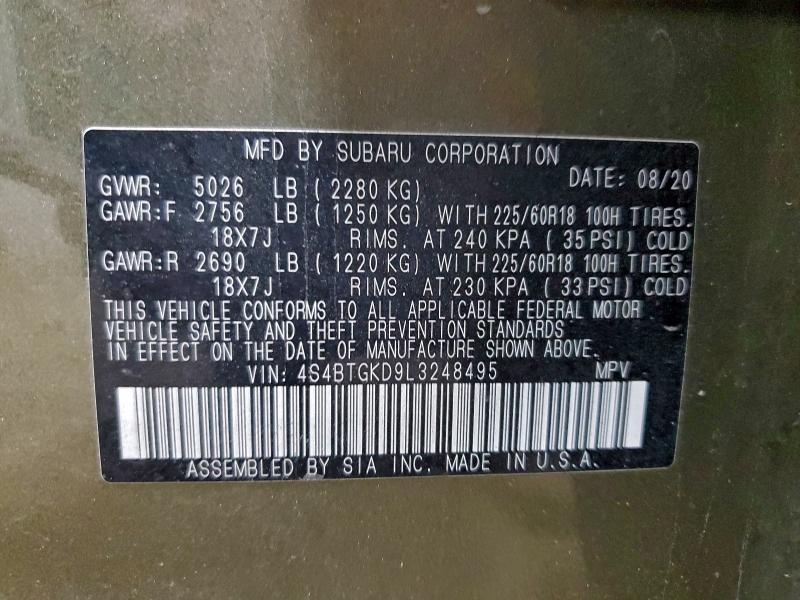 MFD BY SUBARU CORPORATION
DATE: 08/20
GVWR: 5026 LB ( 2280 KG)
GAWR:F 2756 LB ( 1250 KG) WITH 225/60R18 100H TIRES.
18X7J RIMS. AT 240 KPA ( 35 PSI) COLD
GAWR:R 2690 LB ( 1220 KG) WITH 225/60R18 100H TIRES.
18X7J RIMS. AT 230 KPA ( 33 PSI) COLD
THIS VEHICLE CONFORMS TO ALL APPLICABLE FEDERAL MOTOR
VEHICLE SAFETY AND THEFT PREVENTION STANDARDS
IN EFFECT ON THE DATE OF MANUFACTURE SHOWN ABOVE.
VIN: 4S4BTGKD9L3248495 MPV
ASSEMBLED BY SIA INC. MADE IN U.S.A.